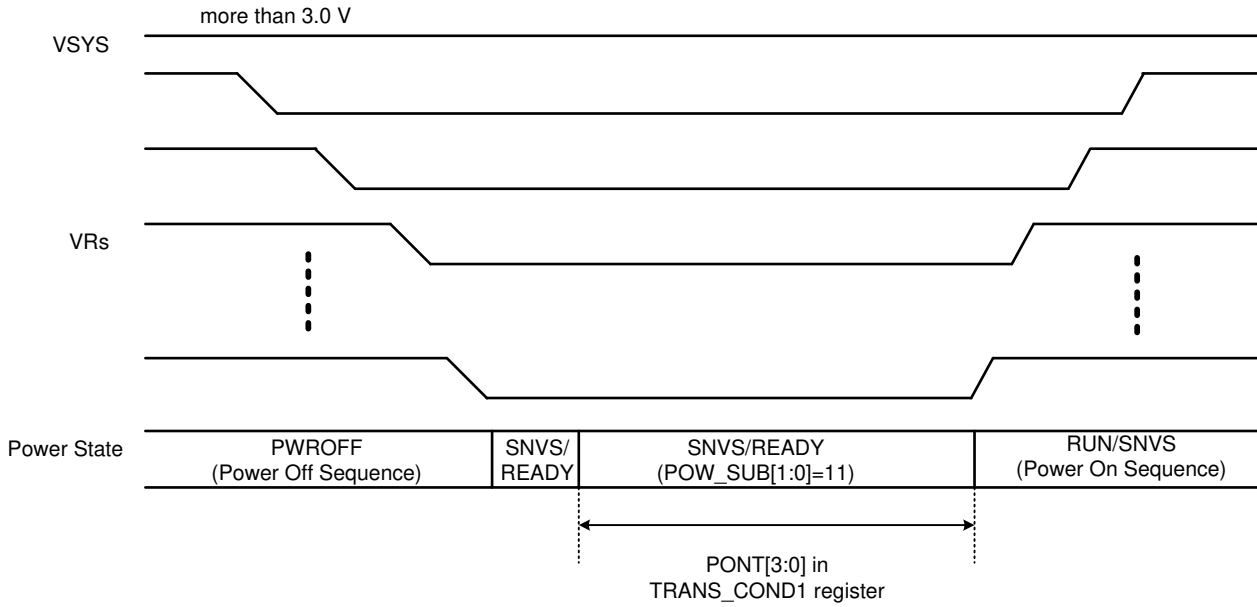 more than 3.0 V
VSYS
VRs
Power State
PWROFF
(Power Off Sequence)
SNVS/
READY
SNVS/READY
(POW_SUB[1:0]=11)
RUN/SNVS
(Power On Sequence)
PONT[3:0] in
TRANS_COND1 register